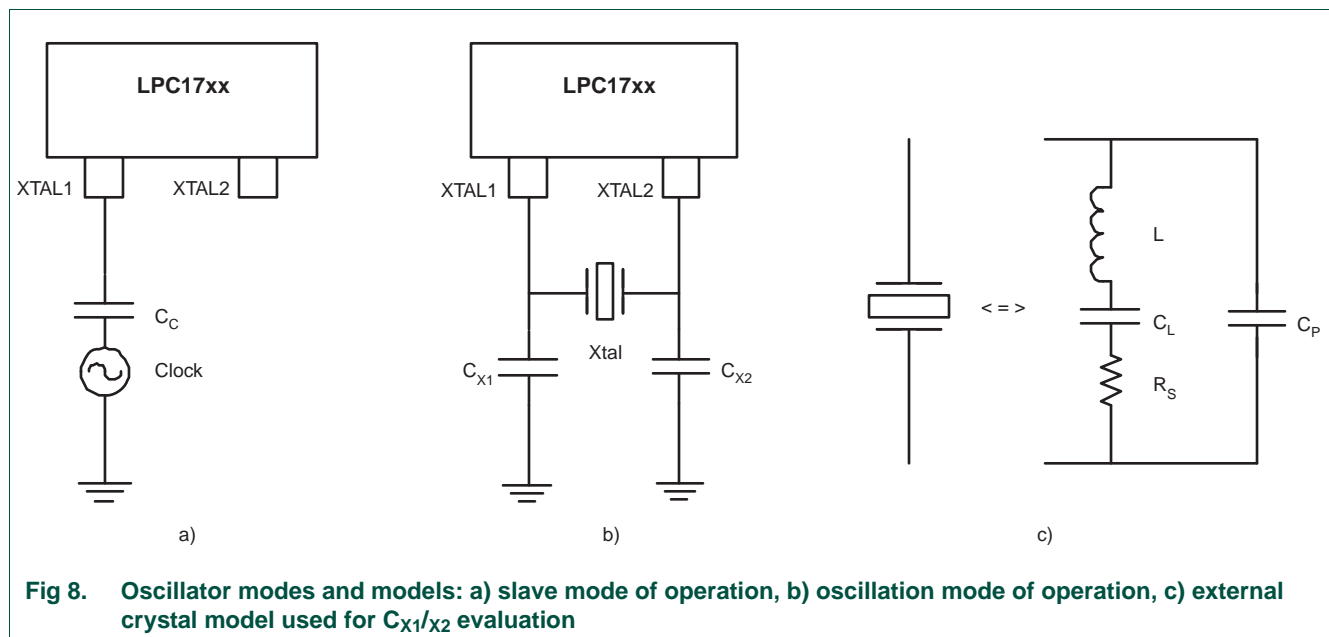 LPC17xx
XTAL1
XTAL2
C_C
Clock
a)
LPC17xx
XTAL1
XTAL2
Xtal
C_X1
C_X2
b)
< = >
L
C_L
R_S
C_P
c)
Fig 8. Oscillator modes and models: a) slave mode of operation, b) oscillation mode of operation, c) external
crystal model used for C_X1/X2 evaluation